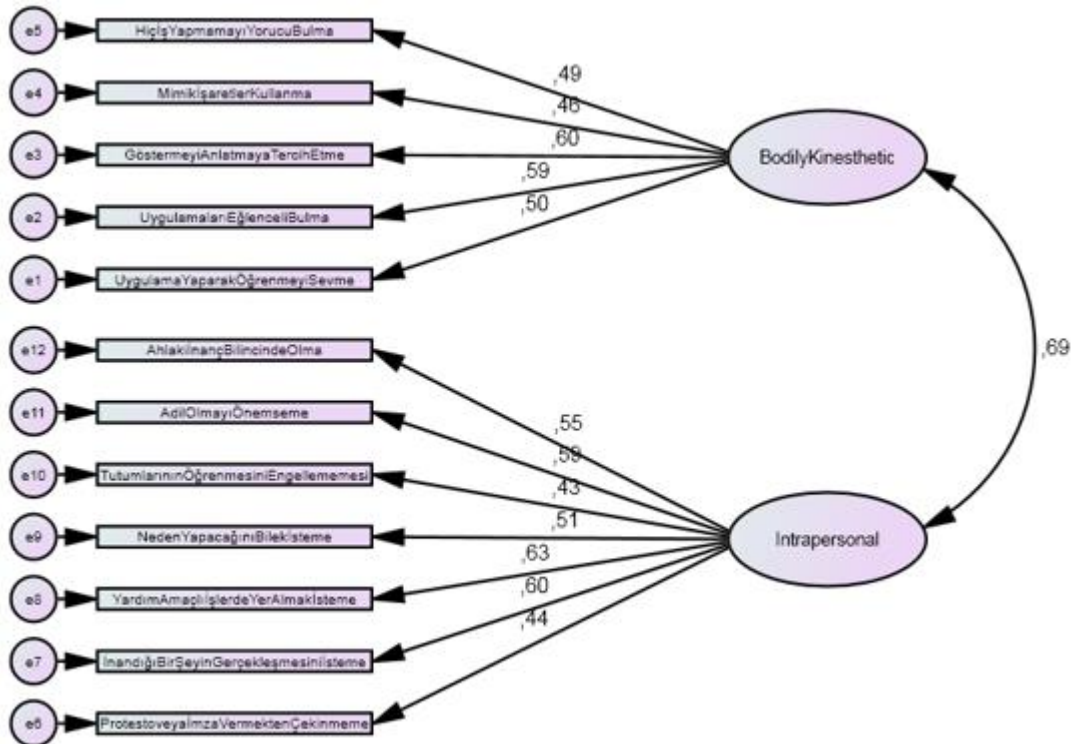 e5
HiçİşYapmamayıYorucuBulma
,49
e4
MimikİşaretlerKullanma
,46
e3
GöstermeyiAnlatmayaTercihEtme
,60
BodilyKinesthetic
e2
UygulamalarıEğlenceliBulma
,59
e1
UygulamaYaparakÖğrenmeyiSevme
,50
,69
e12
AhlakiİnançBilincindeOlma
,55
e11
AdilOlmayıÖnemseme
,59
e10
TutumlarınınÖğrenmesiniEngellememesi
,43
e9
NedenYapacağınıBilekİsteme
,51
Intrapersonal
e8
YardımAmaçlıİşlerdeYerAlmakİsteme
,63
e7
İnandığıBirŞeyinGerçekleşmesiniİsteme
,60
e6
ProtestoveyaİmzaVermektenÇekinmeme
,44